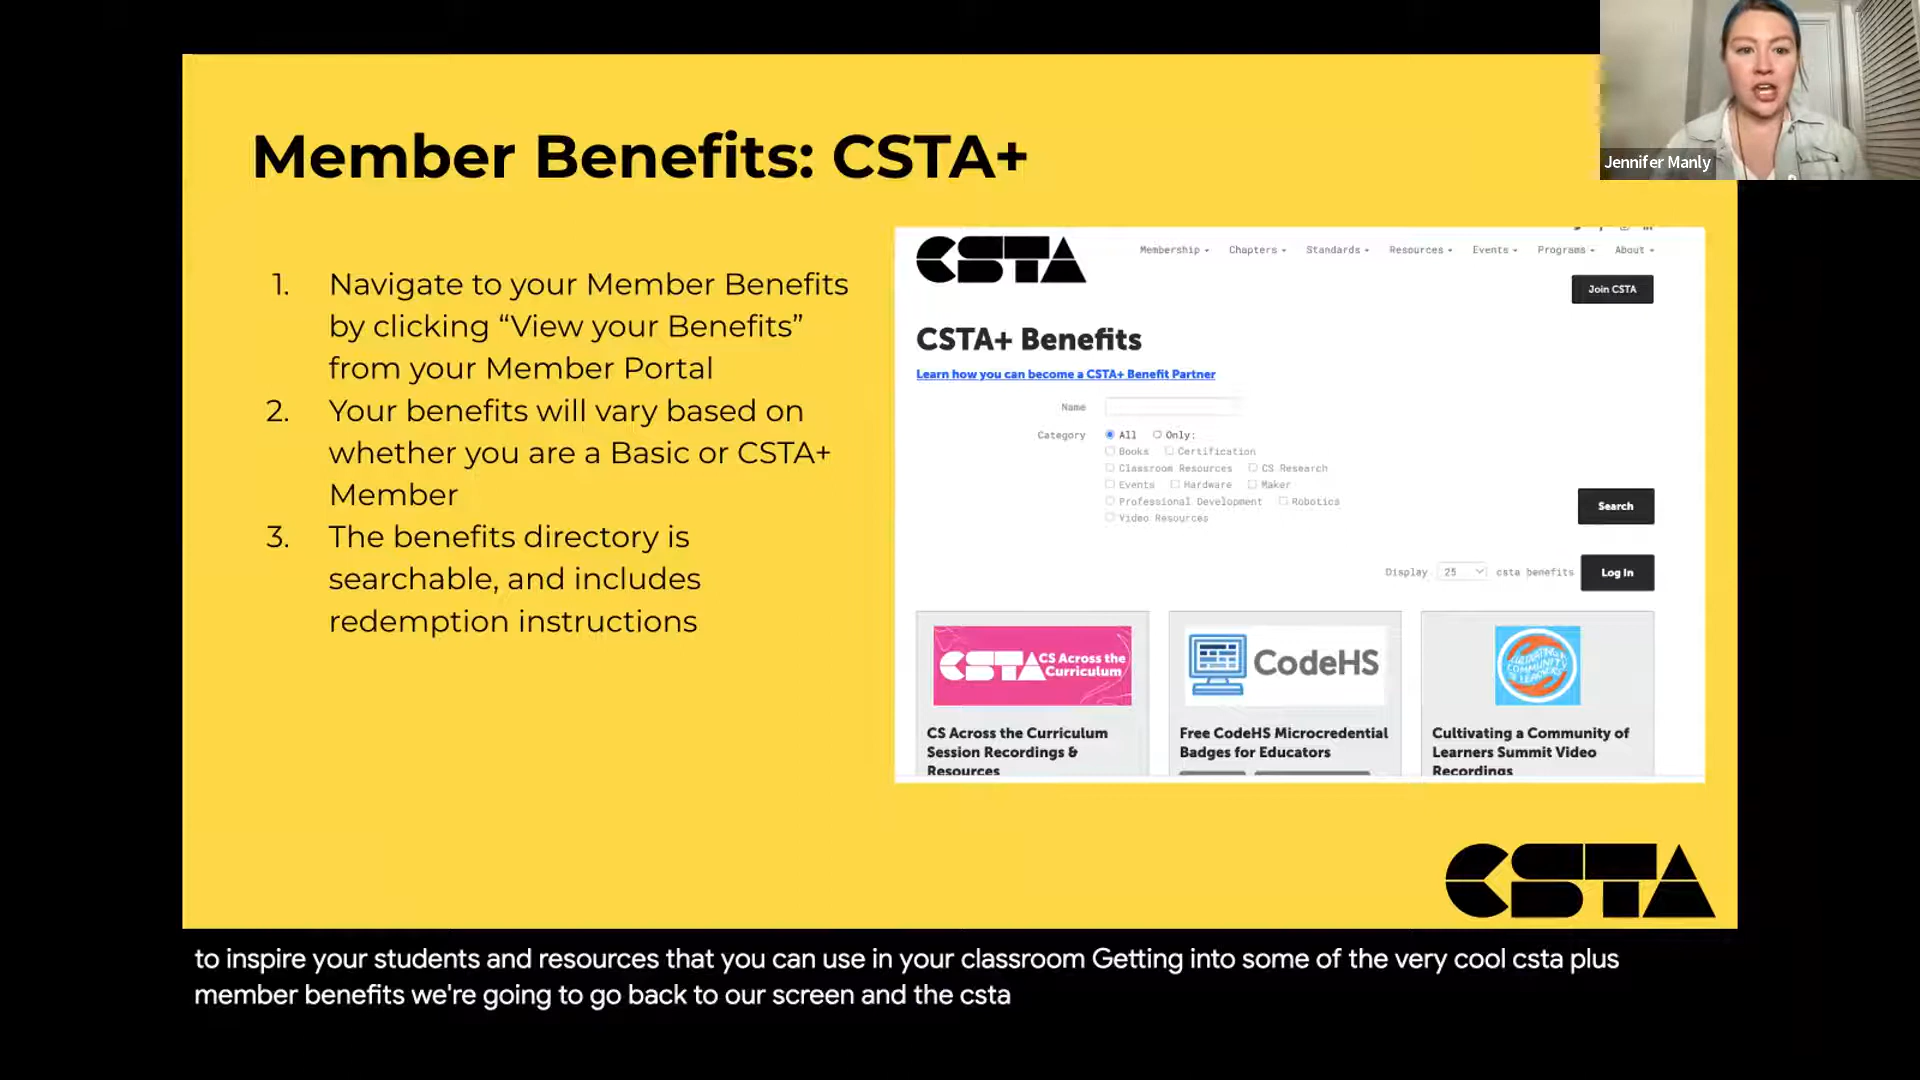 Jennifer Manly
Member Benefits: CSTA+
1. Navigate to your Member Benefits
by clicking “View your Benefits”
from your Member Portal
2. Your benefits will vary based on
whether you are a Basic or CSTA+
Member
3. The benefits directory is
searchable, and includes
redemption instructions
CSTA
Membership Chapters Standards Resources Events Programs About
Join CSTA
CSTA+ Benefits
Learn how you can become a CSTA+ Benefit Partner
Name
Category All Only:
Books Certification
Classroom Resources CS Research
Events Hardware Maker
Professional Development Robotics
Video Resources
Search
Display 25 csta benefits Log In
CSTA CS Across the
Curriculum
CodeHS
CULTIVATING A
COMMUNITY
OF LEARNERS
CS Across the Curriculum
Session Recordings &
Resources
Free CodeHS Microcredential
Badges for Educators
Cultivating a Community of
Learners Summit Video
Recordings
CSTA
to inspire your students and resources that you can use in your classroom Getting into some of the very cool csta plus
member benefits we're going to go back to our screen and the csta